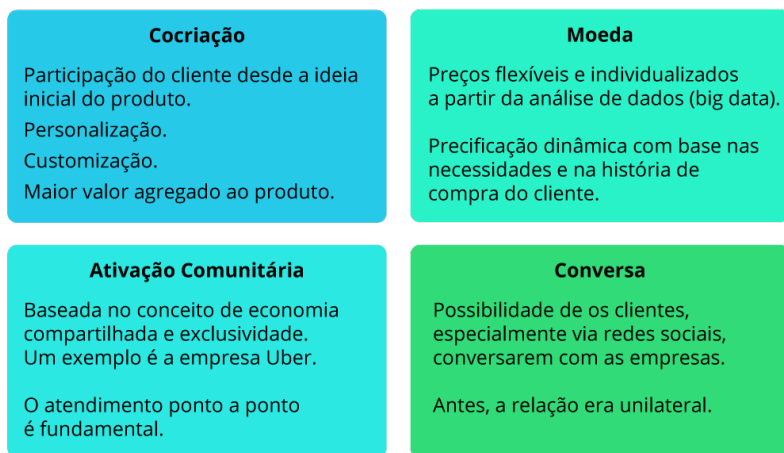 Cocriação
Participação do cliente desde a ideia
inicial do produto.
Personalização.
Customização.
Maior valor agregado ao produto.
Moeda
Preços flexíveis e individualizados
a partir da análise de dados (big data).
Precificação dinâmica com base nas
necessidades e na história de
compra do cliente.
Ativação Comunitária
Baseada no conceito de economia
compartilhada e exclusividade.
Um exemplo é a empresa Uber.
O atendimento ponto a ponto
é fundamental.
Conversa
Possibilidade de os clientes,
especialmente via redes sociais,
conversarem com as empresas.
Antes, a relação era unilateral.